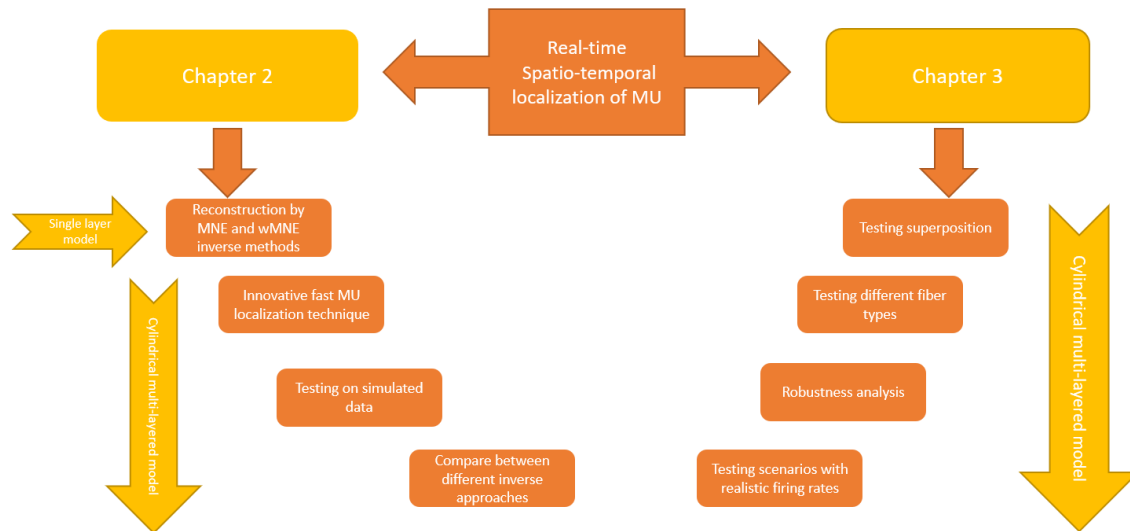 Real-time
Spatio-temporal
localization of MU
Chapter 2
Chapter 3
Single layer
model
Reconstruction by
MNE and wMNE
inverse methods
Innovative fast MU
localization technique
Testing on simulated
data
Compare between
different inverse
approaches
Cylindrical multi-layered model
Testing superposition
Testing different fiber
types
Robustness analysis
Testing scenarios with
realistic firing rates
Cylindrical multi-layered model